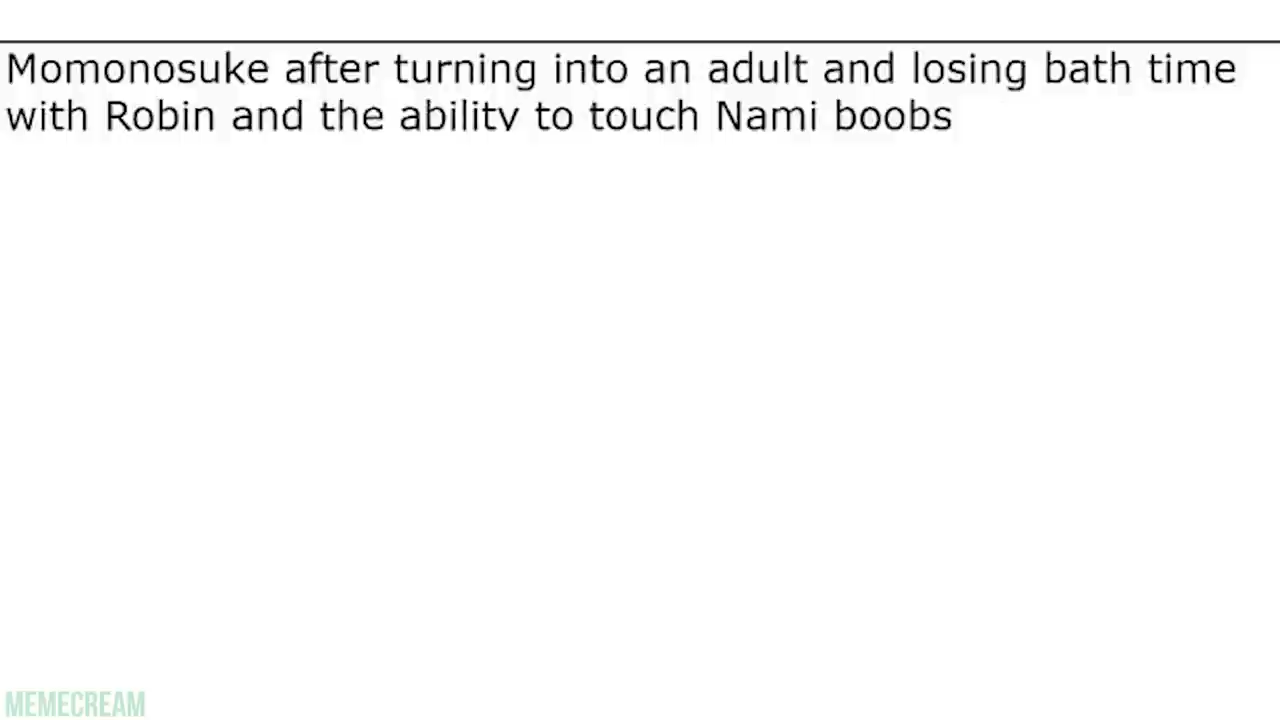 Momonosuke after turning into an adult and losing bath time
with Robin and the ability to touch Nami boobs
MEMECREAM